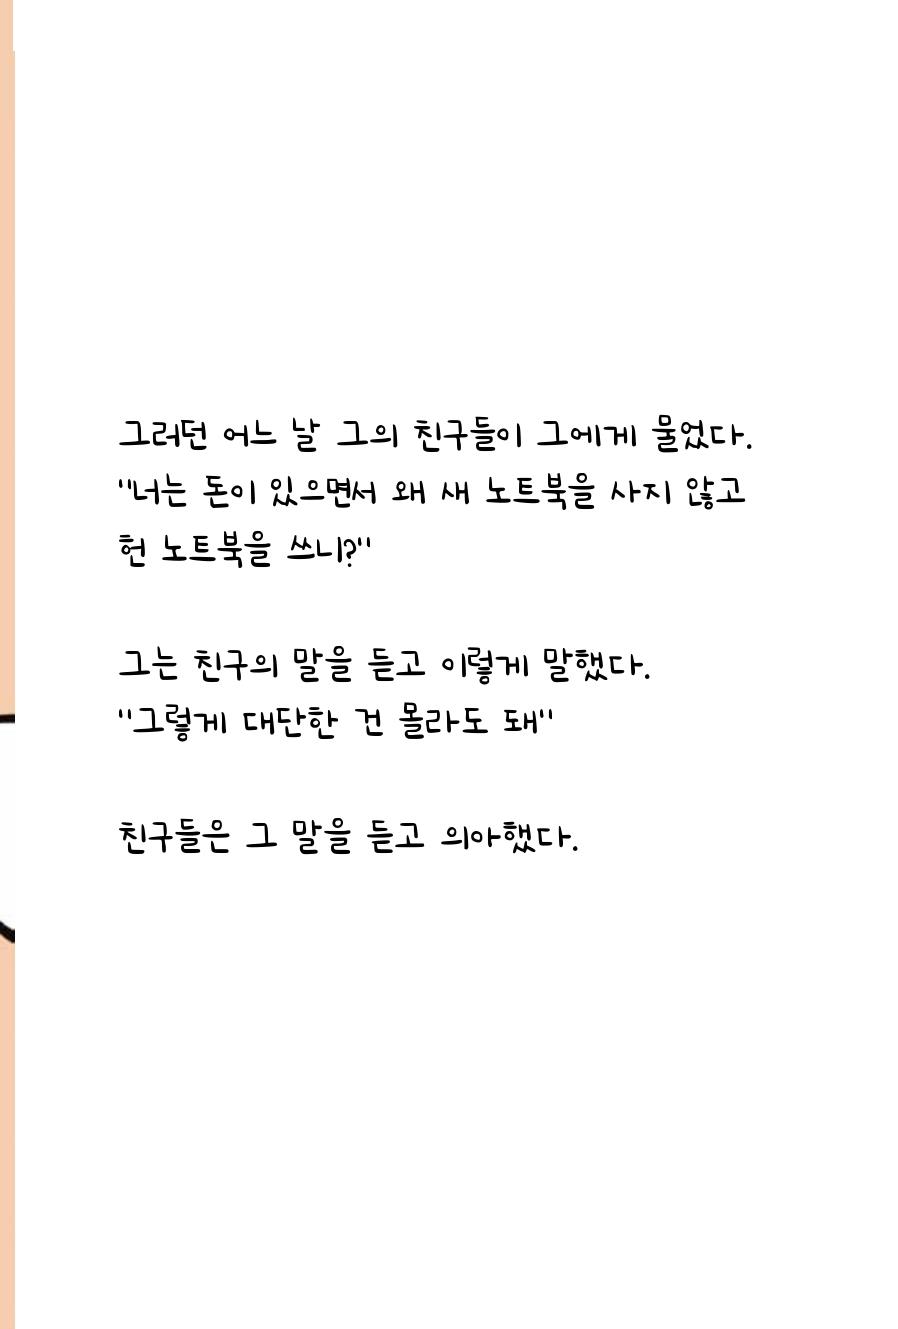 그러던 어느 날 그의 친구들이 그에게 물었다.
"너는 돈이 있으면서 왜 새 노트북을 사지 않고
헌 노트북을 쓰니?"
그는 친구의 말을 듣고 이렇게 말했다.
"그렇게 대단한 건 몰라도 돼"
친구들은 그 말을 듣고 의아했다.